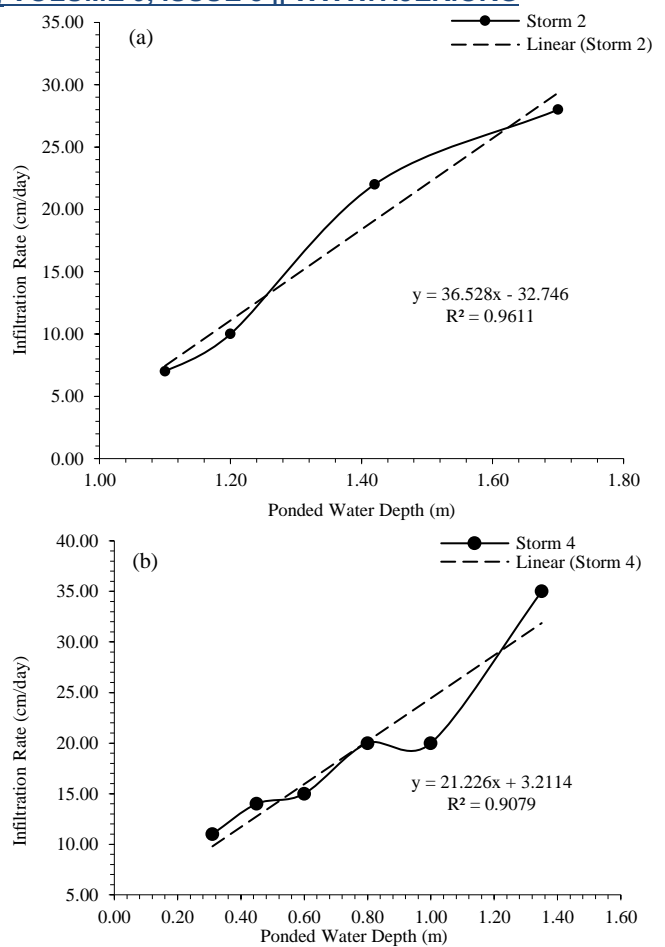 35.00
(a)
Storm 2
Linear (Storm 2)
30.00
25.00
20.00
15.00
10.00
5.00
0.00
Infiltration Rate (cm/day)
y = 36.528x - 32.746
R² = 0.9611
1.00 1.20 1.40 1.60 1.80
Ponded Water Depth (m)
40.00
(b)
Storm 4
Linear (Storm 4)
35.00
30.00
25.00
20.00
15.00
10.00
5.00
Infiltration Rate (cm/day)
y = 21.226x + 3.2114
R² = 0.9079
0.00 0.20 0.40 0.60 0.80 1.00 1.20 1.40 1.60
Ponded Water Depth (m)